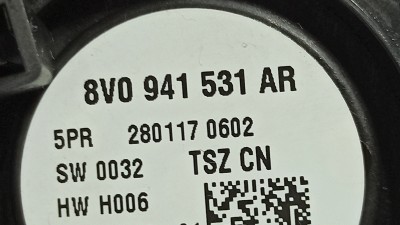 8V0 941 531 AR
5PR 280117 0602
SW 0032 TSZ CN
HW H006